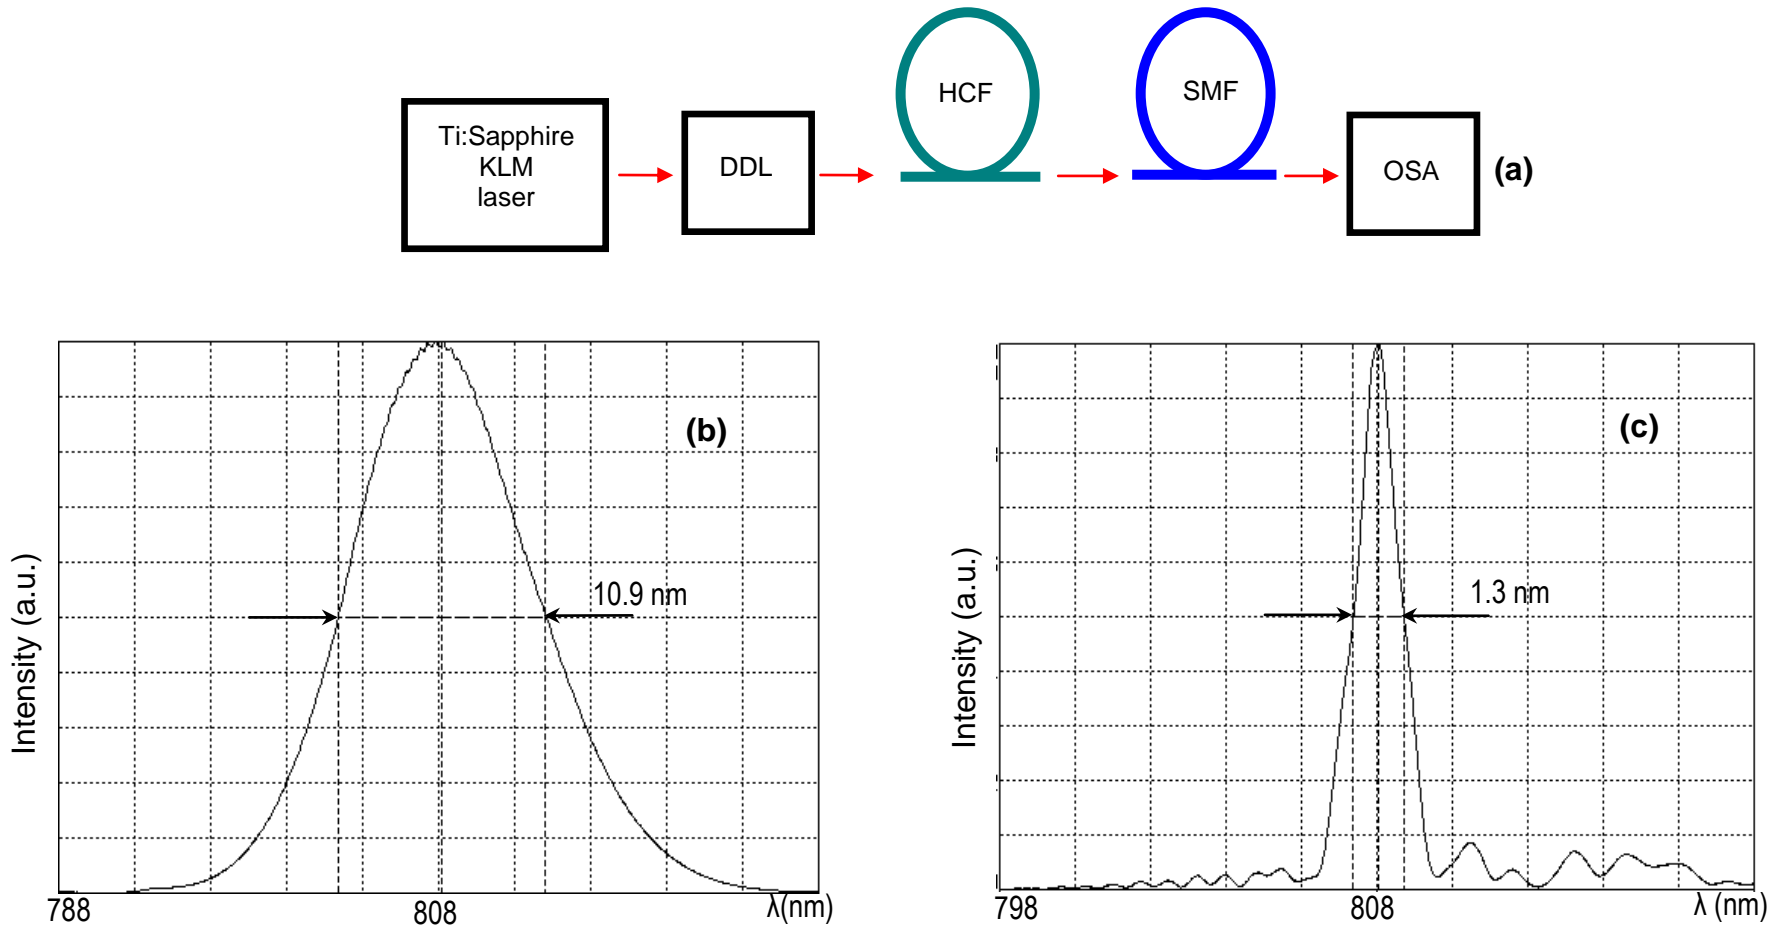 HCF
SMF
Ti:Sapphire
KLM
laser
DDL
OSA
(a)
(b)
10.9 nm
Intensity (a.u.)
788
808
λ(nm)
(c)
1.3 nm
Intensity (a.u.)
798
808
λ (nm)